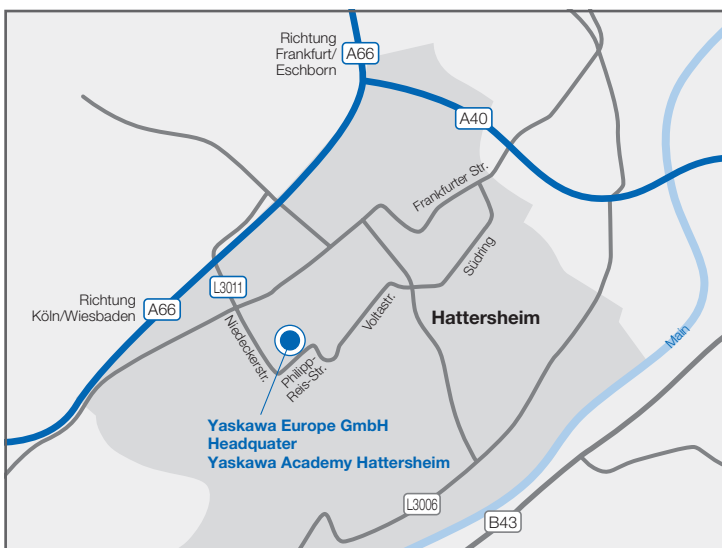 Richtung
Frankfurt/
Eschborn
A66
A40
Frankfurter Str.
Südring
L3011
Richtung
Köln/Wiesbaden
A66
Voltastr.
Hattersheim
Niedeckerstr.
Philipp-
Reis-Str.
Main
Yaskawa Europe GmbH
Headquater
Yaskawa Academy Hattersheim
L3006
B43